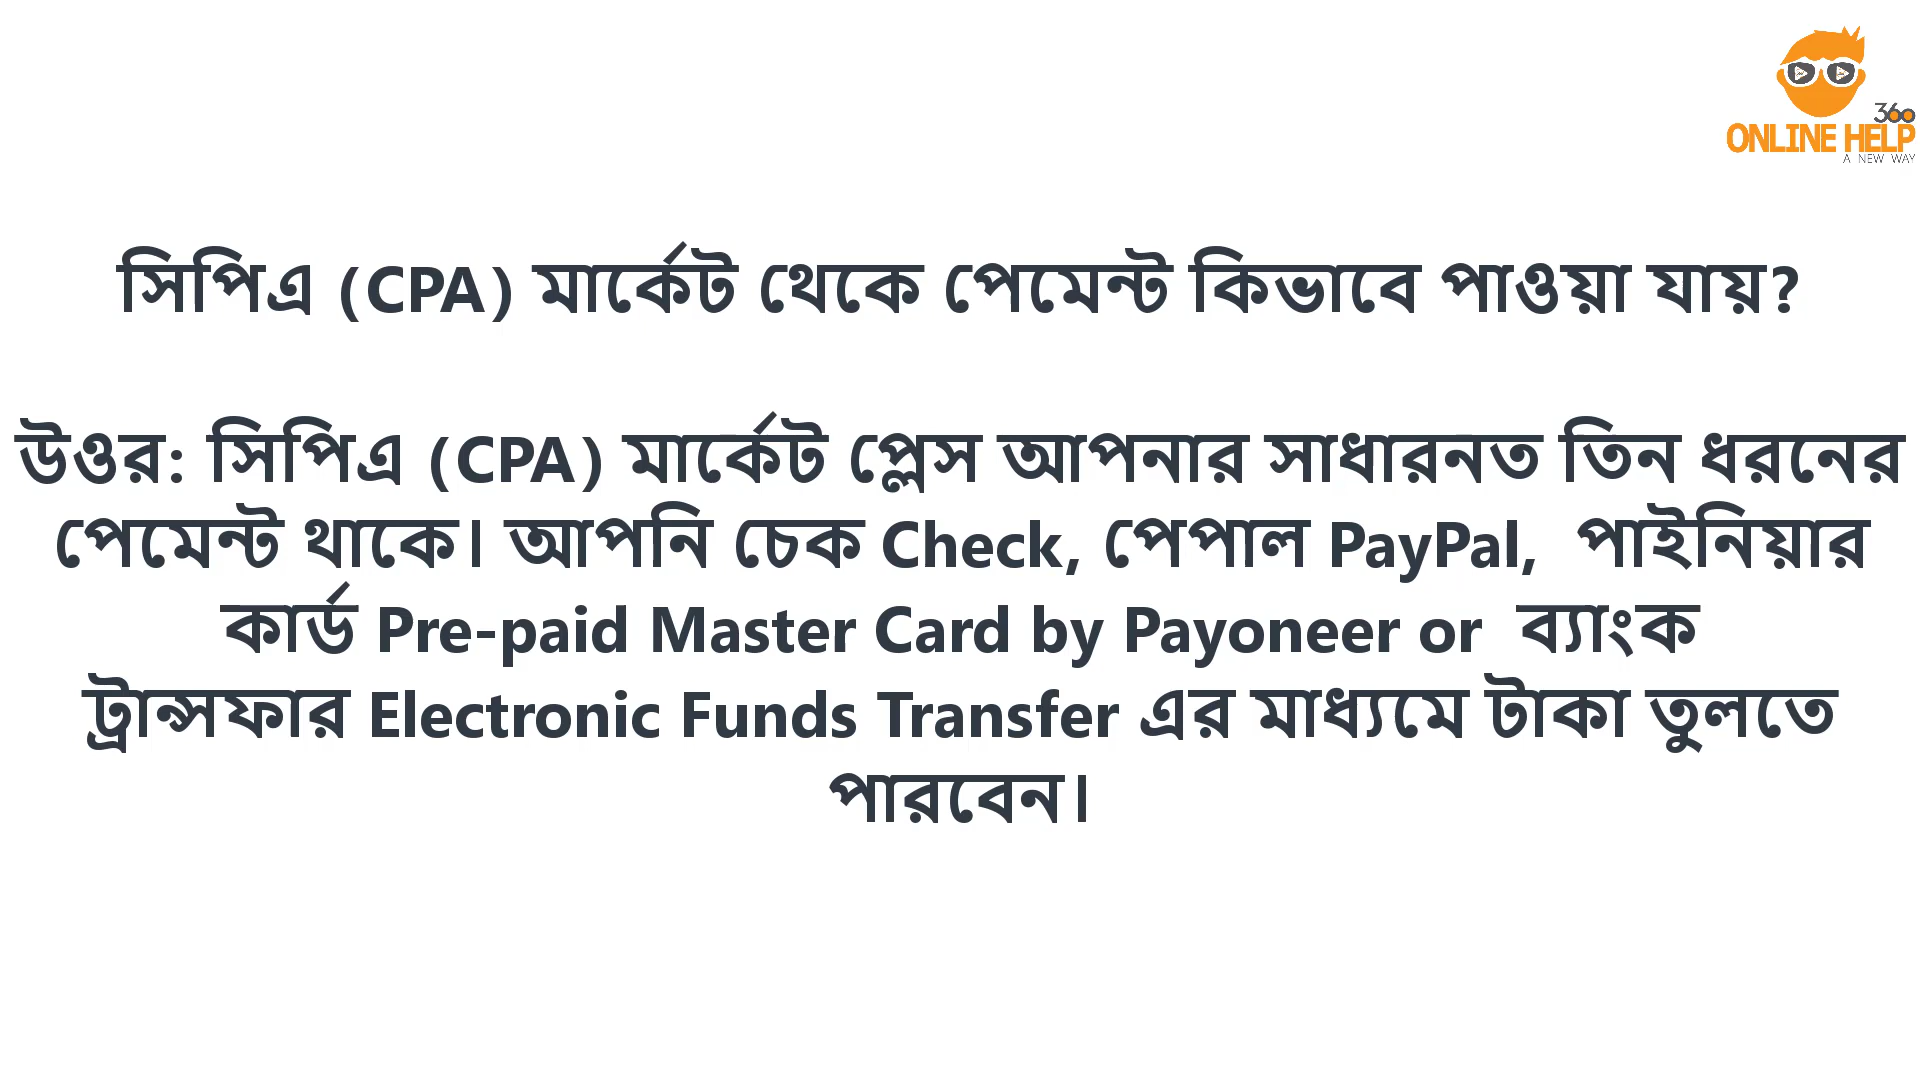 360
ONLINE HELP
A NEW WAY
সিপিএ (CPA) মার্কেট থেকে পেমেন্ট কিভাবে পাওয়া যায়?
উওর: সিপিএ (CPA) মার্কেট প্লেস আপনার সাধারনত তিন ধরনের
পেমেন্ট থাকে। আপনি চেক Check, পেপাল PayPal, পাইনিয়ার
কার্ড Pre-paid Master Card by Payoneer or ব্যাংক
ট্রান্সফার Electronic Funds Transfer এর মাধ্যমে টাকা তুলতে
পারবেন।